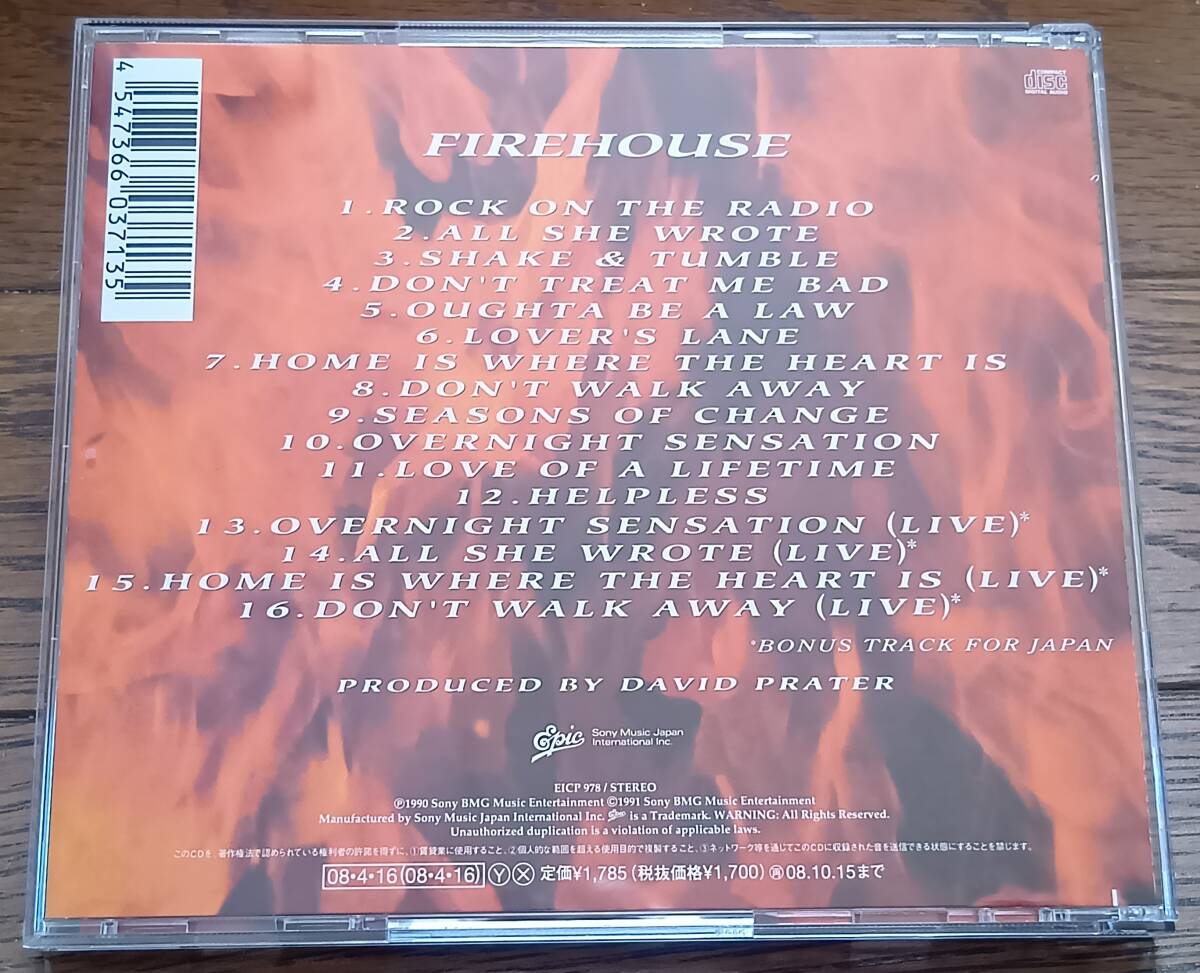 4 547366 037135
COMPACT
disc
DIGITAL AUDIO
FIREHOUSE
1.ROCK ON THE RADIO
2.ALL SHE WROTE
3.SHAKE & TUMBLE
4.DON'T TREAT ME BAD
5.OUGHTA BE A LAW
6.LOVER'S LANE
7.HOME IS WHERE THE HEART IS
8.DON'T WALK AWAY
9.SEASONS OF CHANGE
10.OVERNIGHT SENSATION
11.LOVE OF A LIFETIME
12.HELPLESS
13.OVERNIGHT SENSATION (LIVE)*
14.ALL SHE WROTE (LIVE)*
15.HOME IS WHERE THE HEART IS (LIVE)*
16.DON'T WALK AWAY (LIVE)*
*BONUS TRACK FOR JAPAN
PRODUCED BY DAVID PRATER
Epic Sony Music Japan
International Inc.
EICP 978 / STEREO
Ⓟ1990 Sony BMG Music Entertainment ©1991 Sony BMG Music Entertainment
Manufactured by Sony Music Japan International Inc. Epic is a Trademark. WARNING: All Rights Reserved.
Unauthorized duplication is a violation of applicable laws.
このCDを、著作権法で認められている権利者の許諾を得ずに、①賃貸業に使用すること、②個人的な範囲を超える使用目的で複製すること、③ネットワーク等を通じてこのCDに収録された音を送信できる状態にすることを禁じます。
08・4・16(08・4・16) Ⓨ Ⓧ 定価¥1,785(税抜価格¥1,700) ㋐08.10.15まで